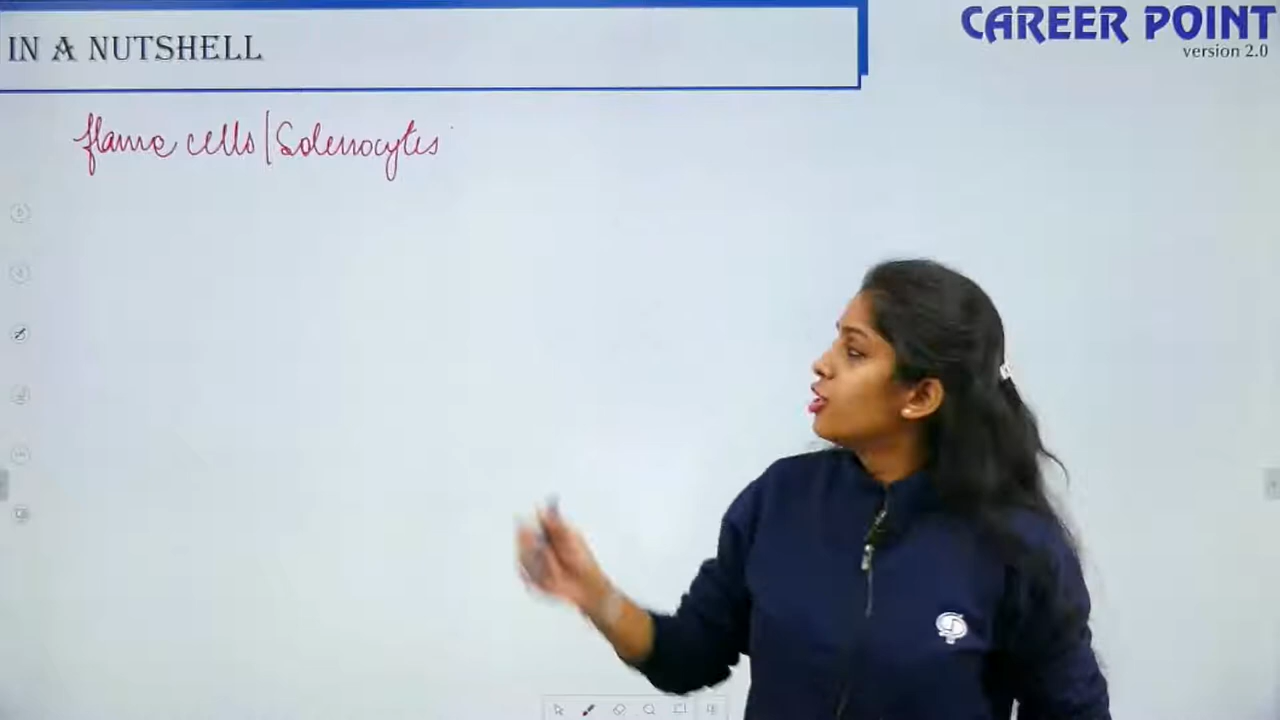 IN A NUTSHELL
CAREER POINT
version 2.0
flame cells | Solenocytes